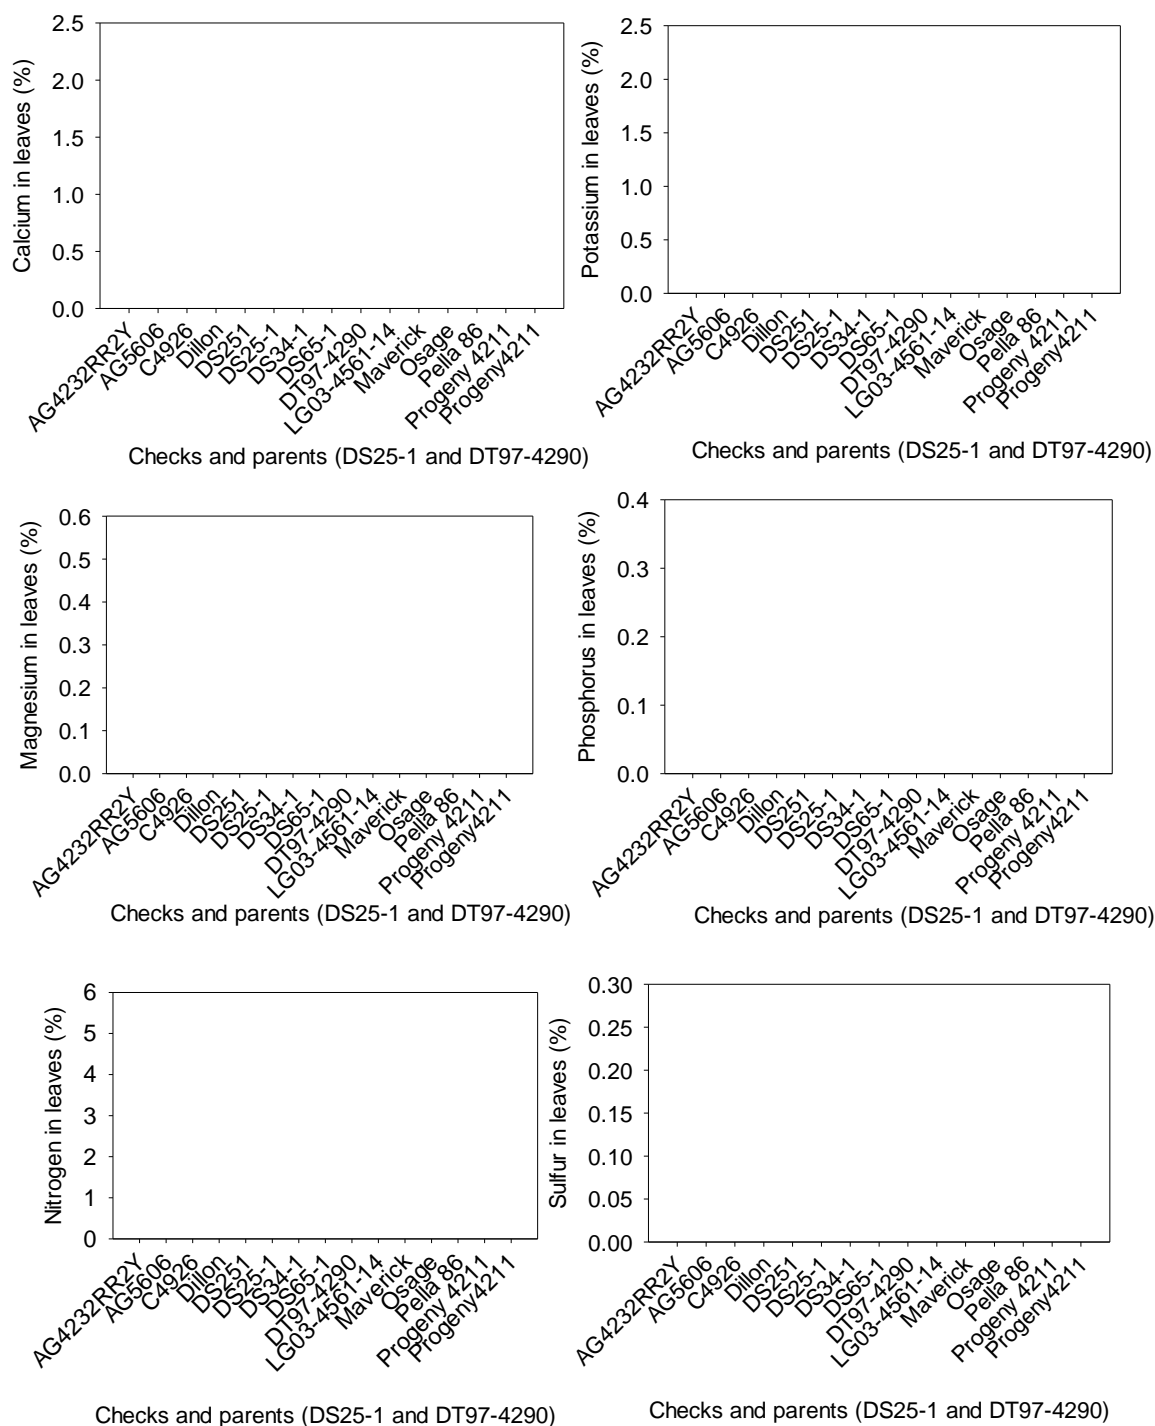 Calcium in leaves (%)
2.5
2.0
1.5
1.0
0.5
0.0
AG4232RR2Y
AG5606
C4926
Dillon
DS251
DS25-1
DS34-1
DS65-1
DT97-4290
LG03-4561-14
Maverick
Osage
Pella 86
Progeny 4211
Progeny4211
Checks and parents (DS25-1 and DT97-4290)
Potassium in leaves (%)
2.5
2.0
1.5
1.0
0.5
0.0
AG4232RR2Y
AG5606
C4926
Dillon
DS251
DS25-1
DS34-1
DS65-1
DT97-4290
LG03-4561-14
Maverick
Osage
Pella 86
Progeny 4211
Progeny4211
Checks and parents (DS25-1 and DT97-4290)
Magnesium in leaves (%)
0.6
0.5
0.4
0.3
0.2
0.1
0.0
AG4232RR2Y
AG5606
C4926
Dillon
DS251
DS25-1
DS34-1
DS65-1
DT97-4290
LG03-4561-14
Maverick
Osage
Pella 86
Progeny 4211
Progeny4211
Checks and parents (DS25-1 and DT97-4290)
Phosphorus in leaves (%)
0.4
0.3
0.2
0.1
0.0
AG4232RR2Y
AG5606
C4926
Dillon
DS251
DS25-1
DS34-1
DS65-1
DT97-4290
LG03-4561-14
Maverick
Osage
Pella 86
Progeny 4211
Progeny4211
Checks and parents (DS25-1 and DT97-4290)
Nitrogen in leaves (%)
6
5
4
3
2
1
0
AG4232RR2Y
AG5606
C4926
Dillon
DS251
DS25-1
DS34-1
DS65-1
DT97-4290
LG03-4561-14
Maverick
Osage
Pella 86
Progeny 4211
Progeny4211
Checks and parents (DS25-1 and DT97-4290)
Sulfur in leaves (%)
0.30
0.25
0.20
0.15
0.10
0.05
0.00
AG4232RR2Y
AG5606
C4926
Dillon
DS251
DS25-1
DS34-1
DS65-1
DT97-4290
LG03-4561-14
Maverick
Osage
Pella 86
Progeny 4211
Progeny4211
Checks and parents (DS25-1 and DT97-4290)